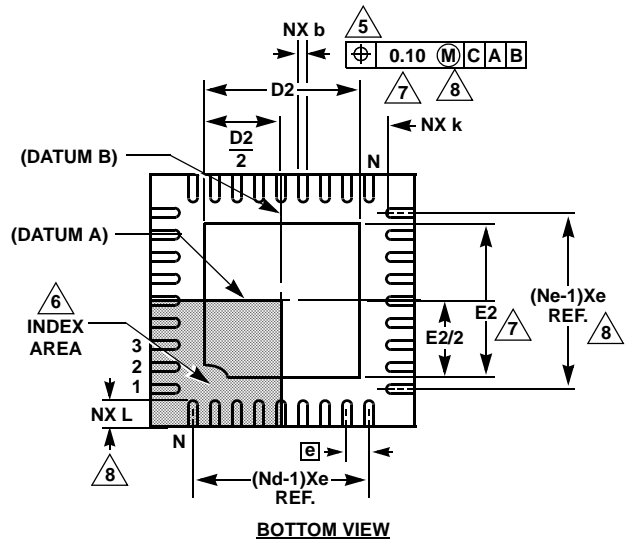 5
NX b
⌖ 0.10 Ⓜ C A B
7
8
D2
D2
2
NX k
(DATUM B)
N
(DATUM A)
6
INDEX
AREA
(Ne-1)Xe
REF.
8
E2
7
E2/2
3
2
1
NX L
8
N
e
(Nd-1)Xe
REF.
BOTTOM VIEW